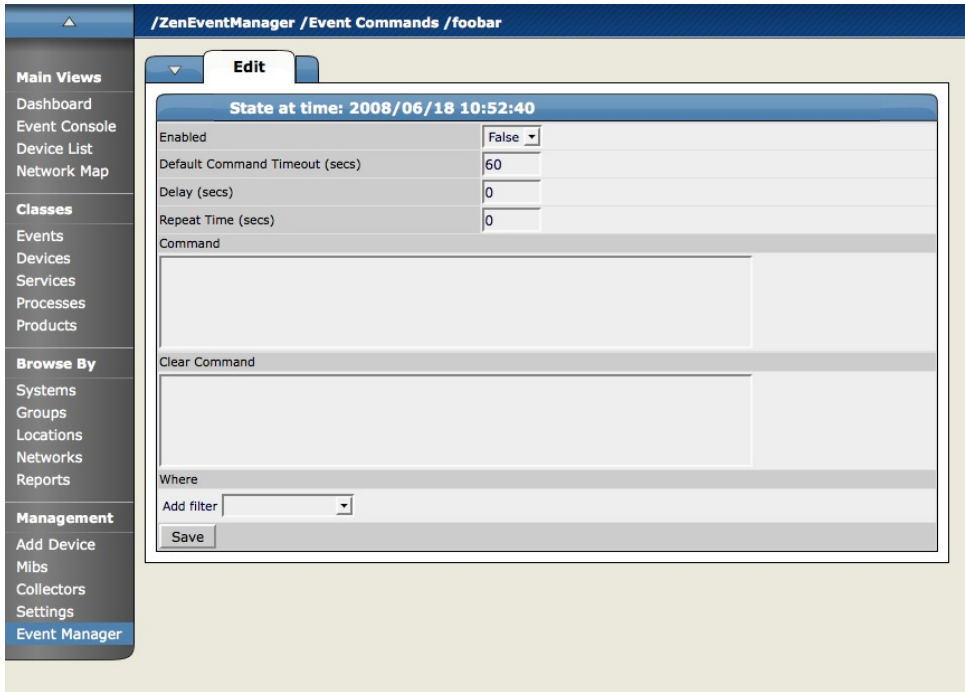 /ZenEventManager /Event Commands /foobar
Main Views
Dashboard
Event Console
Device List
Network Map
Classes
Events
Devices
Services
Processes
Products
Browse By
Systems
Groups
Locations
Networks
Reports
Management
Add Device
Mibs
Collectors
Settings
Event Manager
Edit
State at time: 2008/06/18 10:52:40
Enabled False
Default Command Timeout (secs) 60
Delay (secs) 0
Repeat Time (secs) 0
Command
Clear Command
Where
Add filter
Save